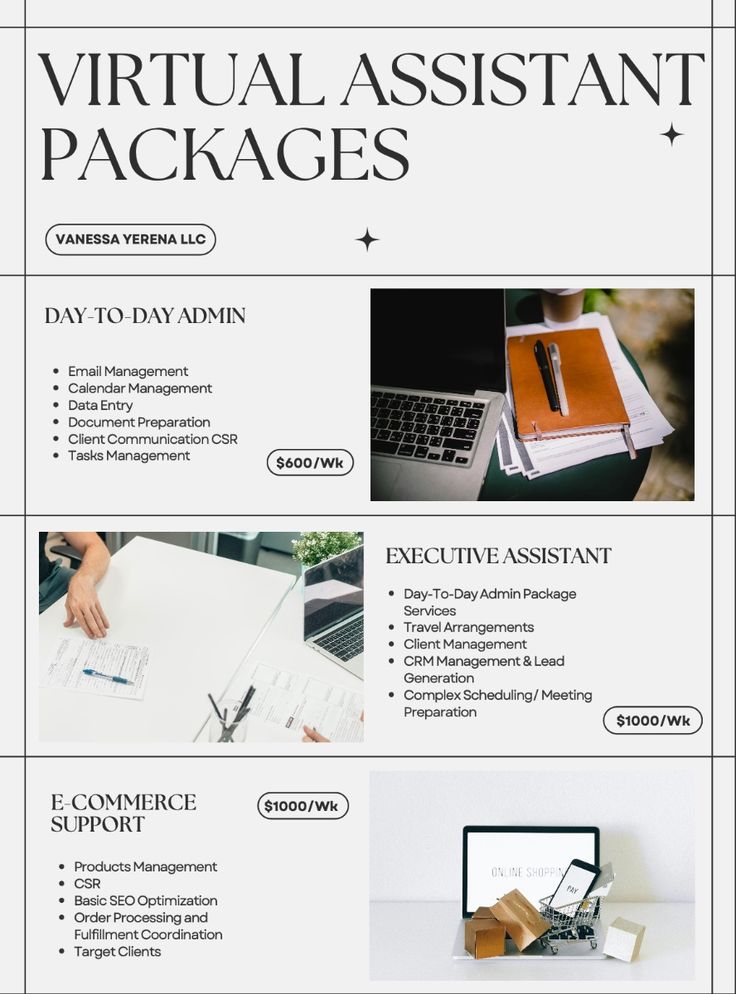 VIRTUAL ASSISTANT
PACKAGES
VANESSA YERENA LLC
DAY-TO-DAY ADMIN
Email Management
Calendar Management
Data Entry
Document Preparation
Client Communication CSR
Tasks Management
$600/Wk
EXECUTIVE ASSISTANT
Day-To-Day Admin Package
Services
Travel Arrangements
Client Management
CRM Management & Lead
Generation
Complex Scheduling/ Meeting
Preparation
$1000/Wk
E-COMMERCE
SUPPORT
$1000/Wk
Products Management
CSR
Basic SEO Optimization
Order Processing and
Fulfillment Coordination
Target Clients
ONLINE SHOPPIN
PAY